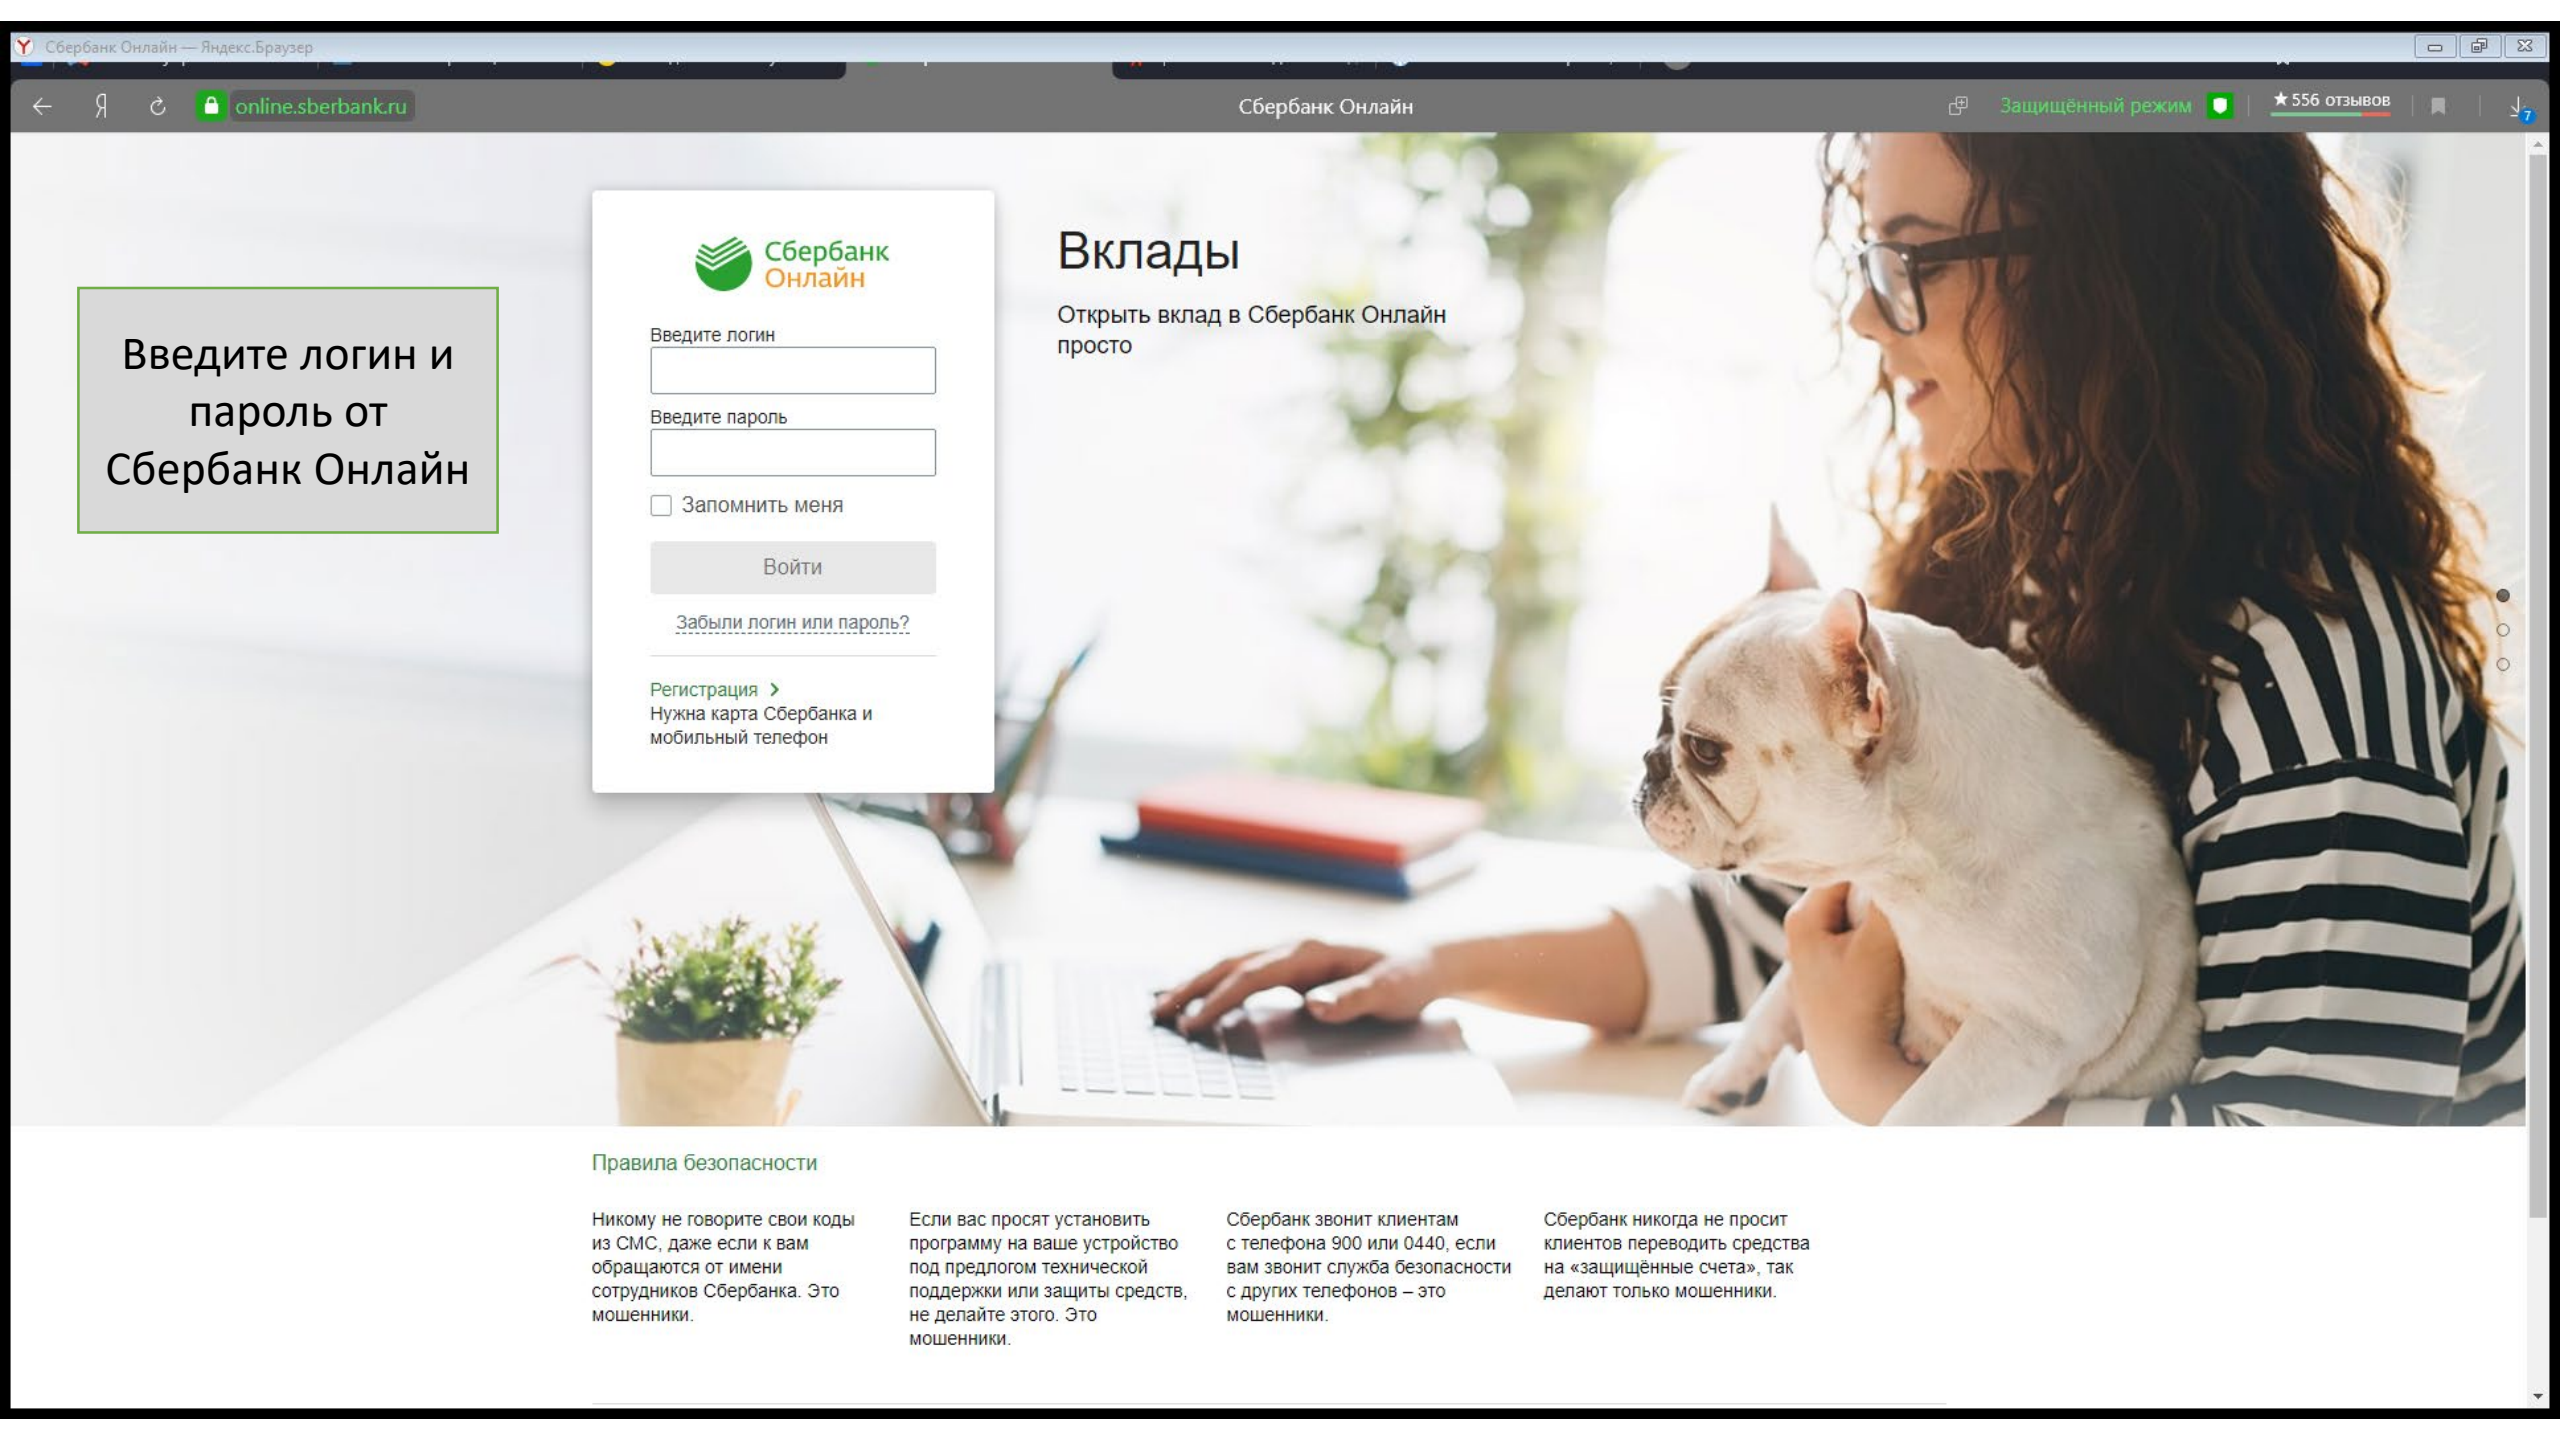 Сбербанк Онлайн — Яндекс.Браузер
Я
online.sberbank.ru
Сбербанк Онлайн
Защищённый режим
★ 556 отзывов
7
Введите логин и
пароль от
Сбербанк Онлайн
Сбербанк
Онлайн
Введите логин
Введите пароль
Запомнить меня
Войти
Забыли логин или пароль?
Регистрация
Нужна карта Сбербанка и
мобильный телефон
Вклады
Открыть вклад в Сбербанк Онлайн
просто
Правила безопасности
Никому не говорите свои коды
из СМС, даже если к вам
обращаются от имени
сотрудников Сбербанка. Это
мошенники.
Если вас просят установить
программу на ваше устройство
под предлогом технической
поддержки или защиты средств,
не делайте этого. Это
мошенники.
Сбербанк звонит клиентам
с телефона 900 или 0440, если
вам звонит служба безопасности
с других телефонов – это
мошенники.
Сбербанк никогда не просит
клиентов переводить средства
на «защищённые счета», так
делают только мошенники.